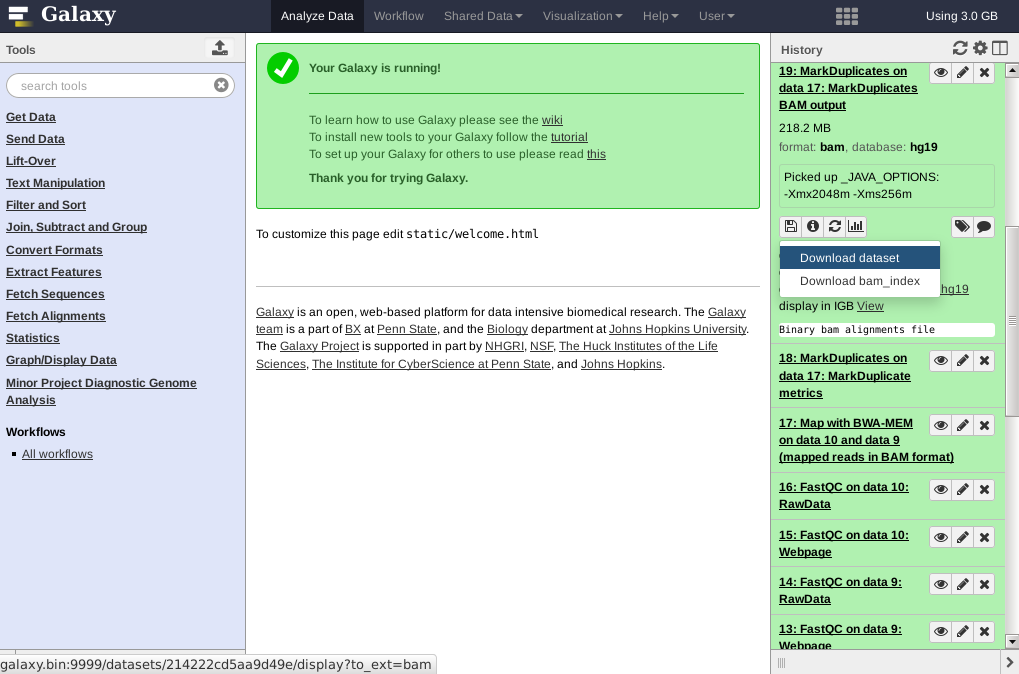 Galaxy
Analyze Data
Workflow
Shared Data
Visualization
Help
User
Using 3.0 GB
Tools
search tools
Get Data
Send Data
Lift-Over
Text Manipulation
Filter and Sort
Join, Subtract and Group
Convert Formats
Extract Features
Fetch Sequences
Fetch Alignments
Statistics
Graph/Display Data
Minor Project Diagnostic Genome
Analysis
Workflows
All workflows
Your Galaxy is running!
To learn how to use Galaxy please see the wiki
To install new tools to your Galaxy follow the tutorial
To set up your Galaxy for others to use please read this
Thank you for trying Galaxy.
To customize this page edit static/welcome.html
Galaxy is an open, web-based platform for data intensive biomedical research. The Galaxy
team is a part of BX at Penn State, and the Biology department at Johns Hopkins University.
The Galaxy Project is supported in part by NHGRI, NSF, The Huck Institutes of the Life
Sciences, The Institute for CyberScience at Penn State, and Johns Hopkins.
History
19: MarkDuplicates on
data 17: MarkDuplicates
BAM output
218.2 MB
format: bam, database: hg19
Picked up _JAVA_OPTIONS:
-Xmx2048m -Xms256m
Download dataset
Download bam_index
hg19
display in IGB View
Binary bam alignments file
18: MarkDuplicates on
data 17: MarkDuplicate
metrics
17: Map with BWA-MEM
on data 10 and data 9
(mapped reads in BAM format)
16: FastQC on data 10:
RawData
15: FastQC on data 10:
Webpage
14: FastQC on data 9:
RawData
13: FastQC on data 9:
Webpage
galaxy.bin:9999/datasets/214222cd5aa9d49e/display?to_ext=bam